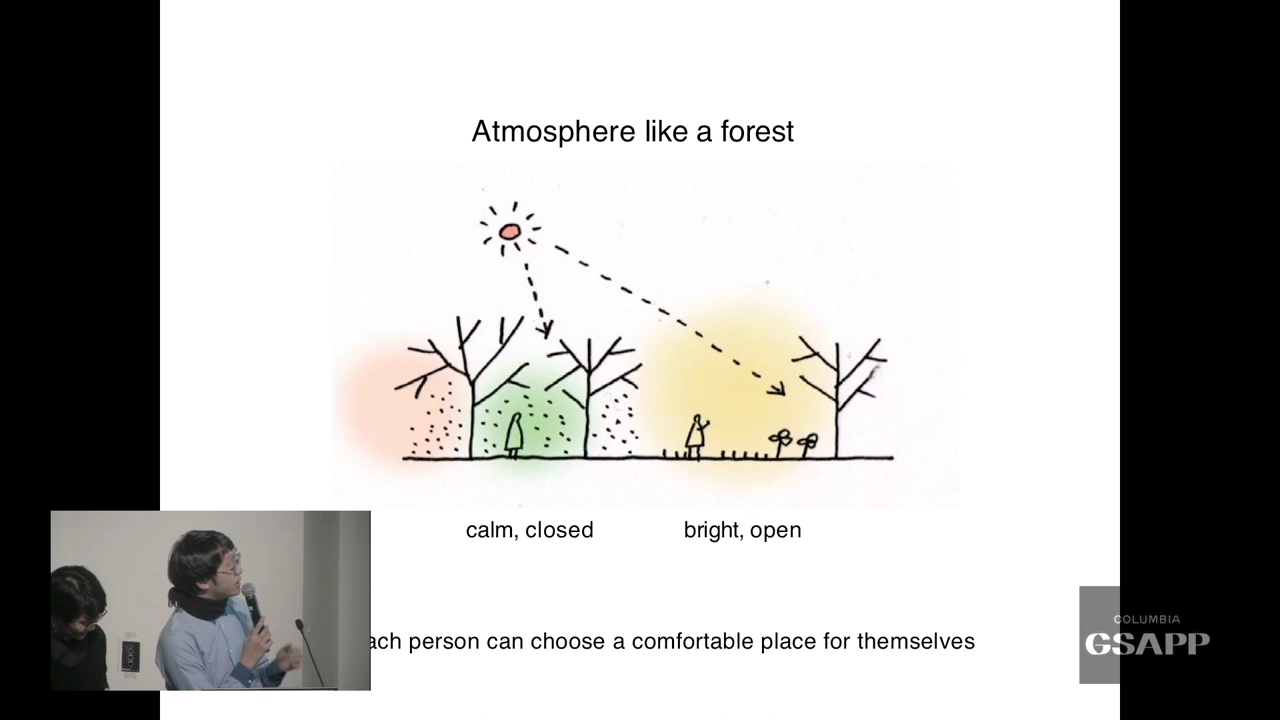 Atmosphere like a forest
calm, closed
bright, open
ach person can choose a comfortable place for themselves
COLUMBIA
GSAPP